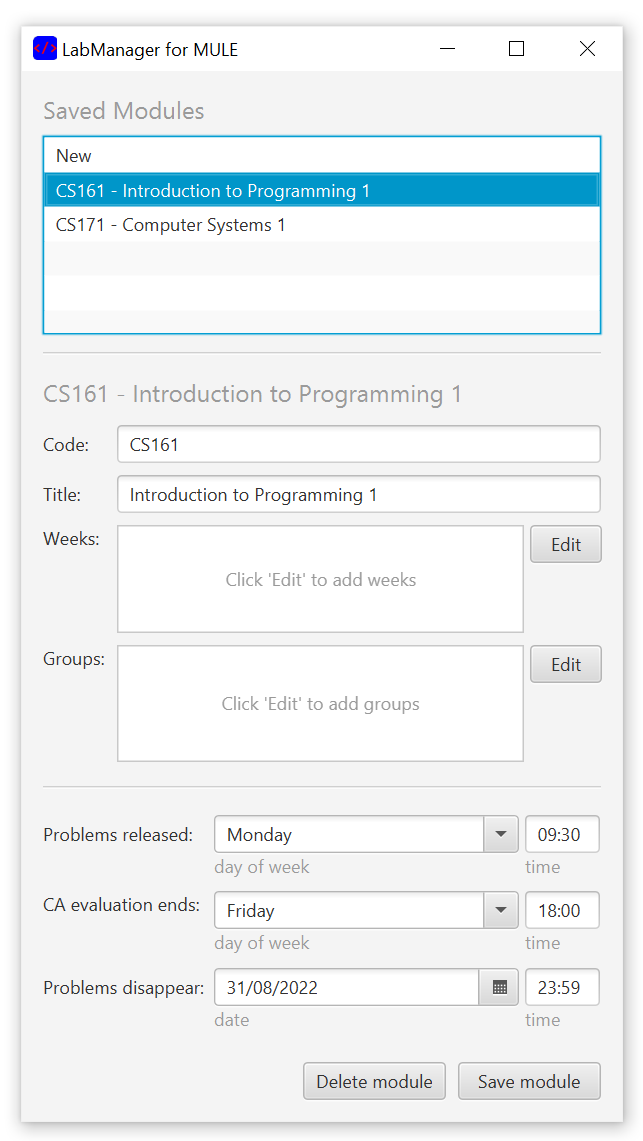 </> LabManager for MULE
Saved Modules
New
CS161 - Introduction to Programming 1
CS171 - Computer Systems 1
CS161 - Introduction to Programming 1
Code: CS161
Title: Introduction to Programming 1
Weeks: Click 'Edit' to add weeks Edit
Groups: Click 'Edit' to add groups Edit
Problems released: Monday 09:30
day of week time
CA evaluation ends: Friday 18:00
day of week time
Problems disappear: 31/08/2022 23:59
date time
Delete module Save module